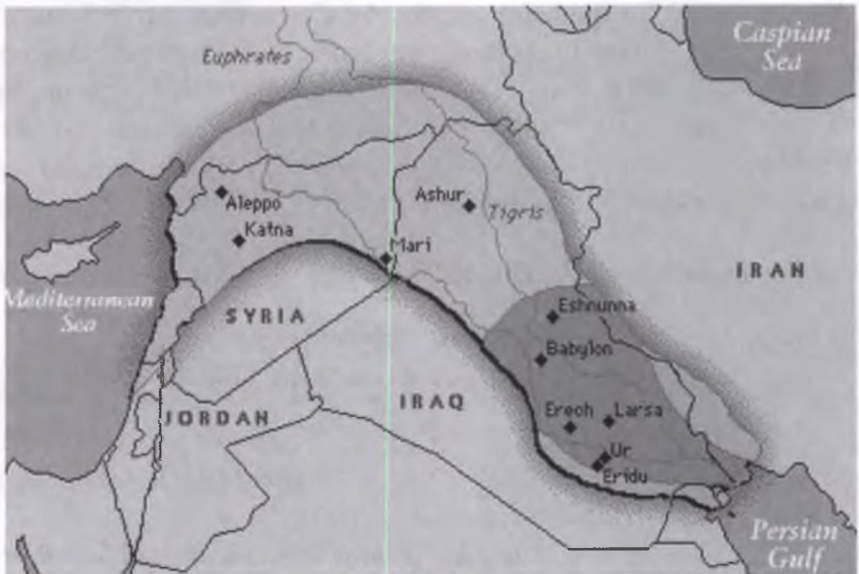 Caspian
Sea
Euphrates
Aleppo
Ashur
Tigris
Katna
Mari
IRAN
Mediterranean
Sea
SYRIA
Eshnunna
Babylon
IRAQ
JORDAN
Erech
Larsa
Ur
Eridu
Persian
Gulf